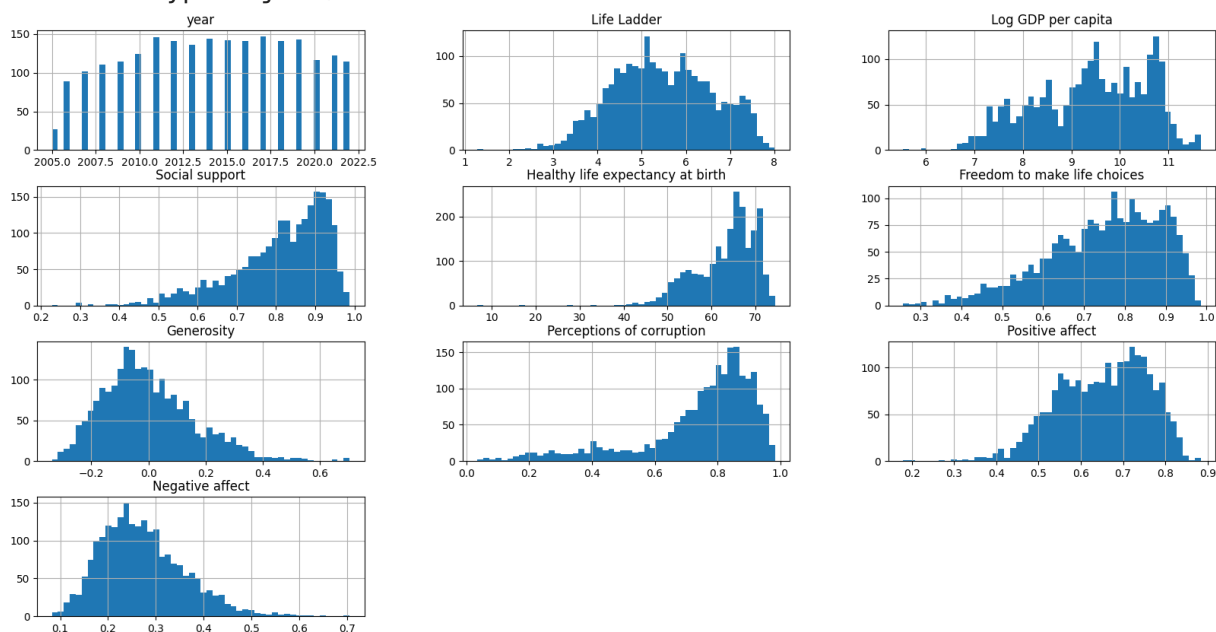 year
150
100
50
0
2005.0 2007.5 2010.0 2012.5 2015.0 2017.5 2020.0 2022.5
Life Ladder
100
50
0
1 2 3 4 5 6 7 8
Log GDP per capita
100
50
0
6 7 8 9 10 11
Social support
150
100
50
0
0.2 0.3 0.4 0.5 0.6 0.7 0.8 0.9 1.0
Healthy life expectancy at birth
200
100
0
10 20 30 40 50 60 70
Freedom to make life choices
100
75
50
25
0
0.3 0.4 0.5 0.6 0.7 0.8 0.9 1.0
Generosity
100
50
0
−0.2 0.0 0.2 0.4 0.6
Perceptions of corruption
150
100
50
0
0.0 0.2 0.4 0.6 0.8 1.0
Positive affect
100
50
0
0.2 0.3 0.4 0.5 0.6 0.7 0.8 0.9
Negative affect
150
100
50
0
0.1 0.2 0.3 0.4 0.5 0.6 0.7